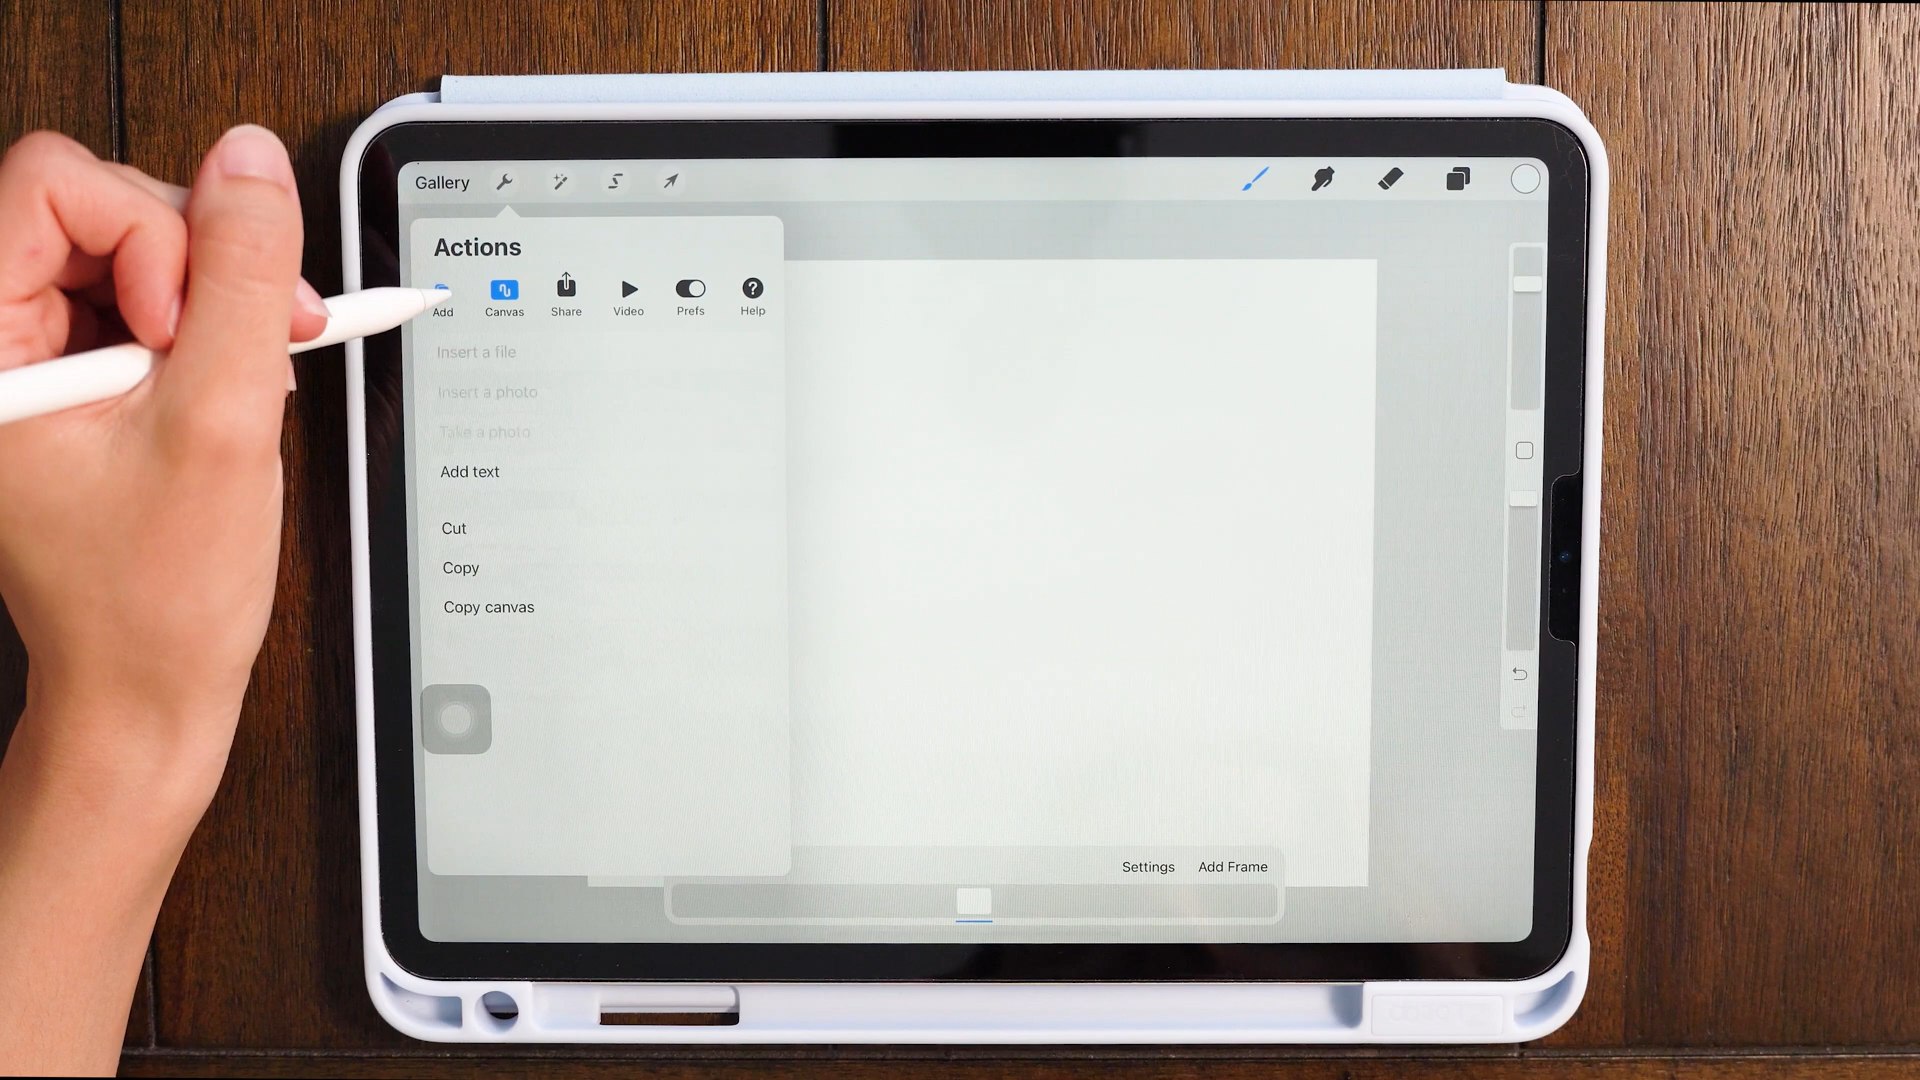 Gallery
Actions
Add Canvas Share Video Prefs Help
Insert a file
Insert a photo
Take a photo
Add text
Cut
Copy
Copy canvas
Settings Add Frame